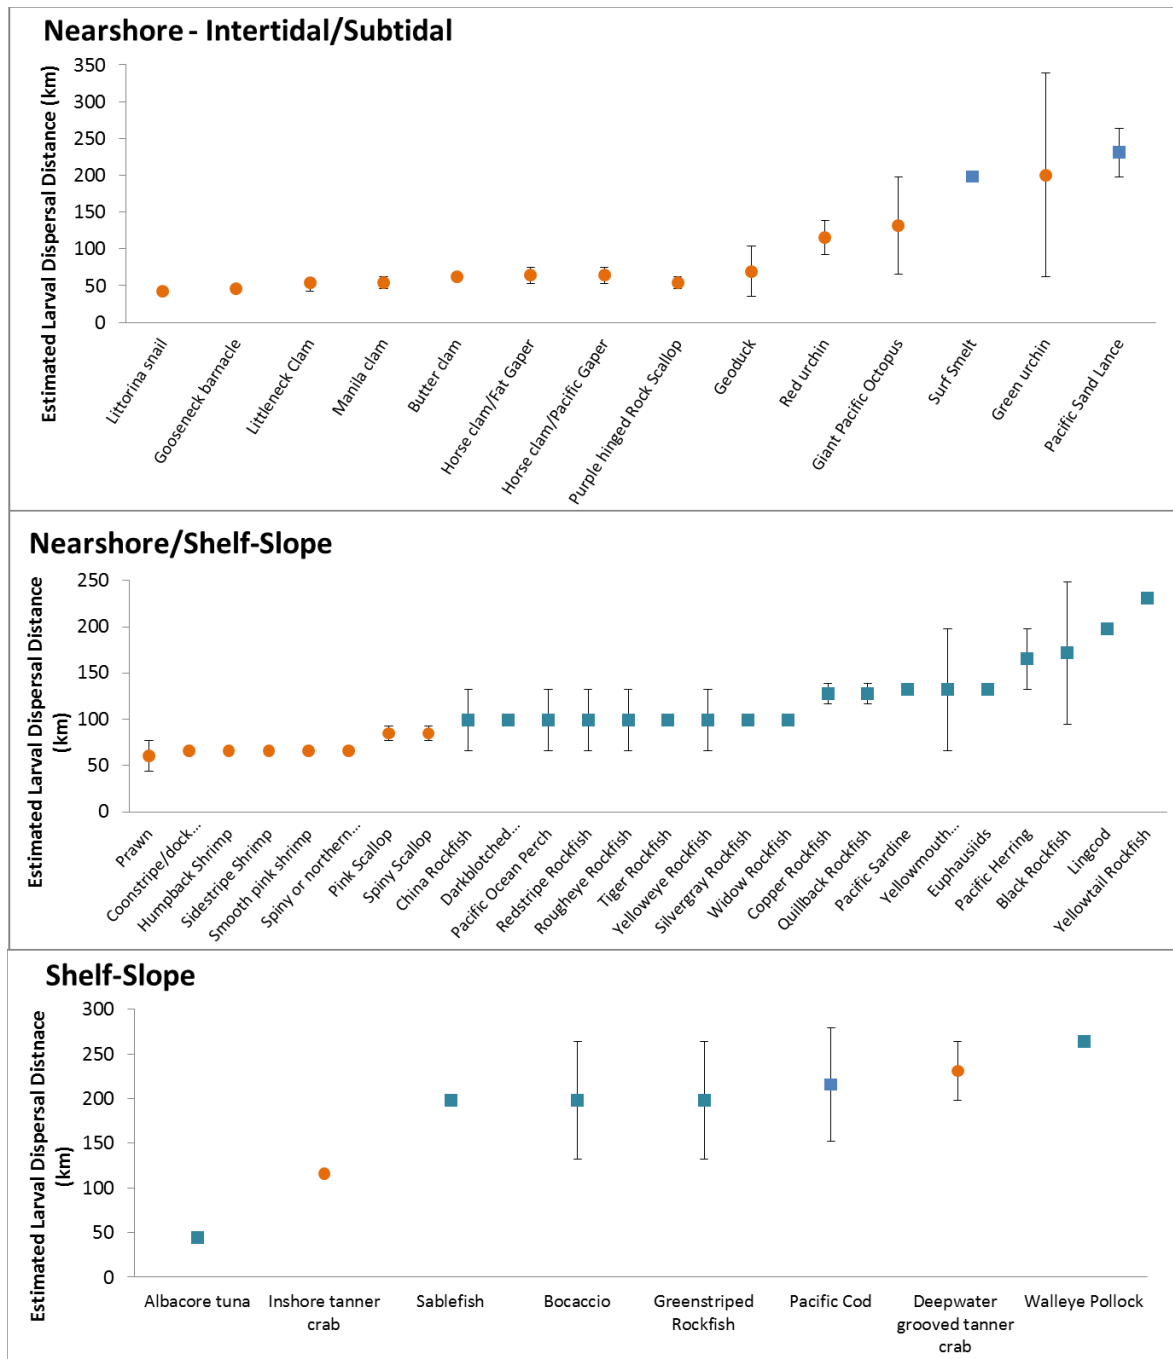 Nearshore - Intertidal/Subtidal
Estimated Larval Dispersal Distance (km)
350
300
250
200
150
100
50
0
Littorina snail
Gooseneck barnacle
Littleneck Clam
Manila clam
Butter clam
Horse clam/Fat Gaper
Horse clam/Pacific Gaper
Purple hinged Rock Scallop
Geoduck
Red urchin
Giant Pacific Octopus
Surf Smelt
Green urchin
Pacific Sand Lance
Nearshore/Shelf-Slope
Estimated Larval Dispersal Distance
(km)
250
200
150
100
50
0
Prawn
Coonstripe/dock...
Humpback Shrimp
Sidestripe Shrimp
Smooth pink shrimp
Spiny or northern...
Pink Scallop
Spiny Scallop
China Rockfish
Darkblotched...
Pacific Ocean Perch
Redstripe Rockfish
Rougheye Rockfish
Tiger Rockfish
Yelloweye Rockfish
Silvergray Rockfish
Widow Rockfish
Copper Rockfish
Quillback Rockfish
Pacific Sardine
Yellowmouth...
Euphausiids
Pacific Herring
Black Rockfish
Lingcod
Yellowtail Rockfish
Shelf-Slope
Estimated Larval Dispersal Distnace
(km)
300
250
200
150
100
50
0
Albacore tuna
Inshore tanner
crab
Sablefish
Bocaccio
Greenstriped
Rockfish
Pacific Cod
Deepwater
grooved tanner
crab
Walleye Pollock